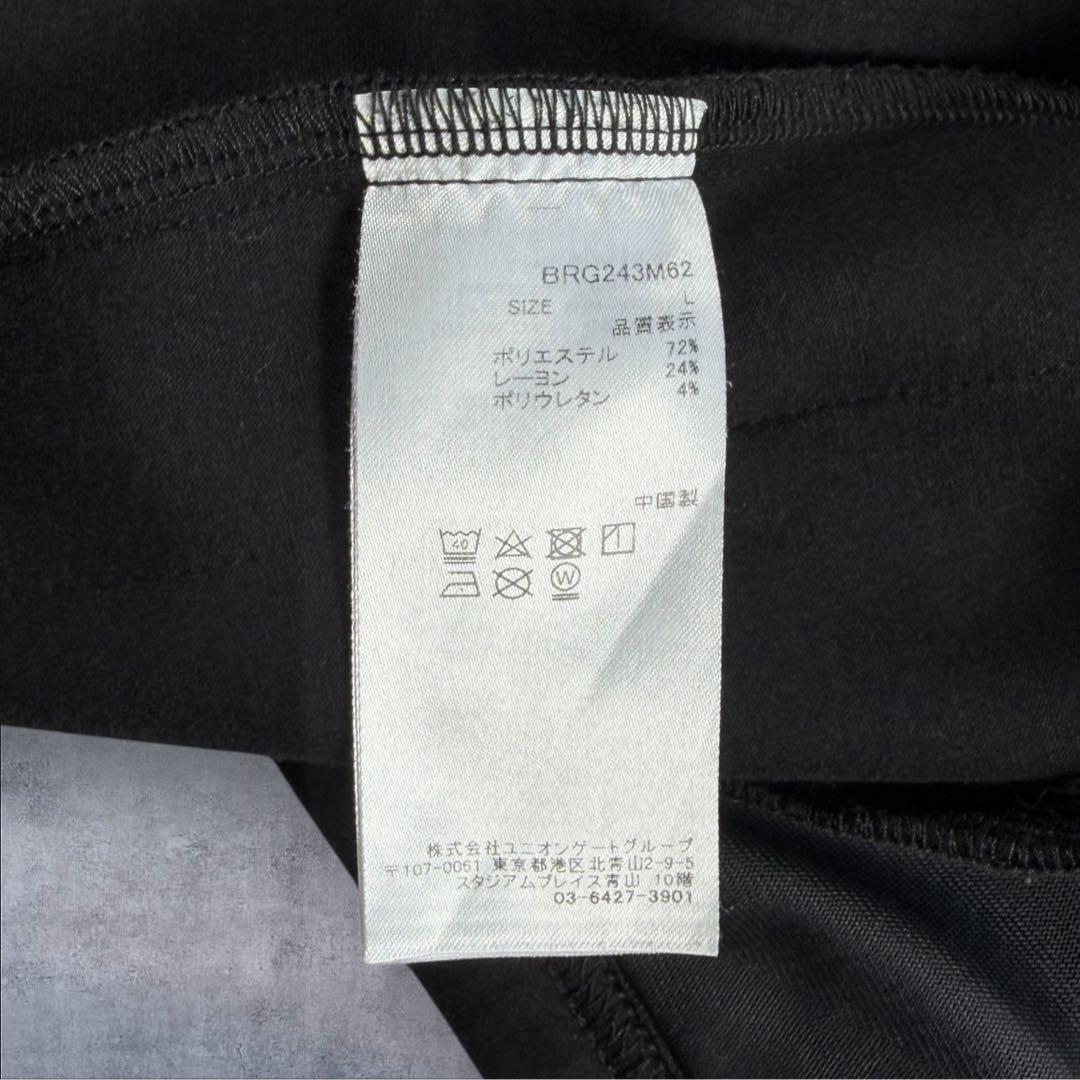 BRG243M62
SIZE L
品質表示
ポリエステル 72%
レーヨン 24%
ポリウレタン 4%
中国製
40
W
株式会社ユニオンゲートグループ
〒107-0061 東京都港区北青山2-9-5
スタジアムプレイス青山 10階
03-6427-3901